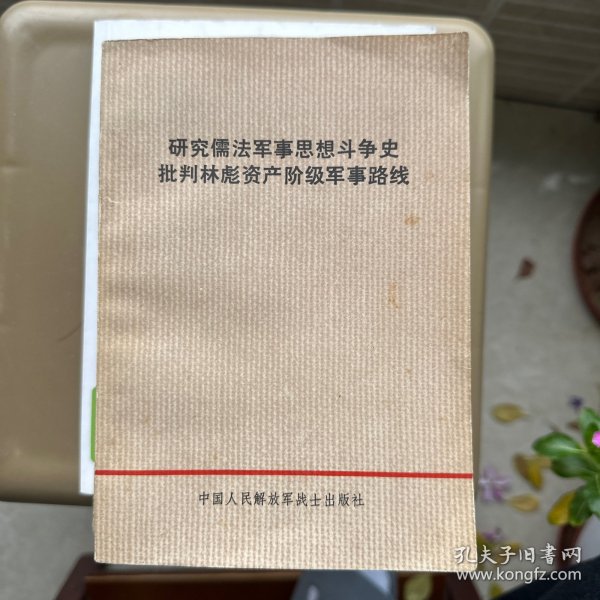 研究儒法军事思想斗争史
批判林彪资产阶级军事路线
中国人民解放军战士出版社
孔夫子旧书网
www.kongfz.com